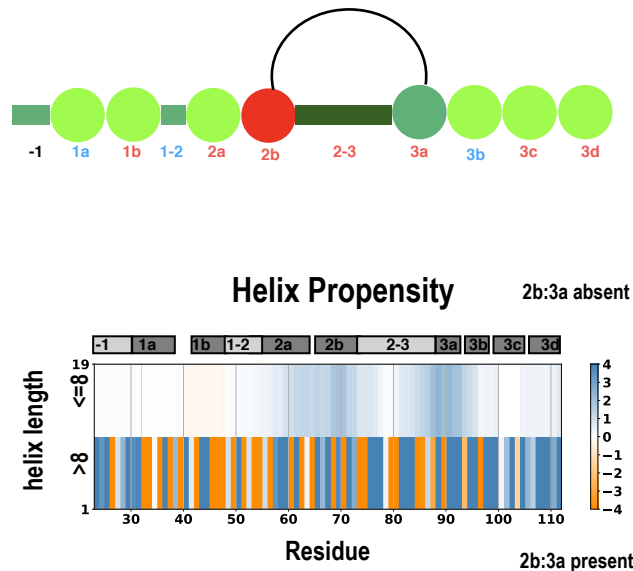 -1 1a 1b 1-2 2a 2b 2-3 3a 3b 3c 3d
Helix Propensity
2b:3a absent
-1 1a 1b 1-2 2a 2b 2-3 3a 3b 3c 3d
helix length
19
<=8
>8
1
30 40 50 60 70 80 90 100 110
Residue
4
3
2
1
0
−1
−2
−3
−4
2b:3a present